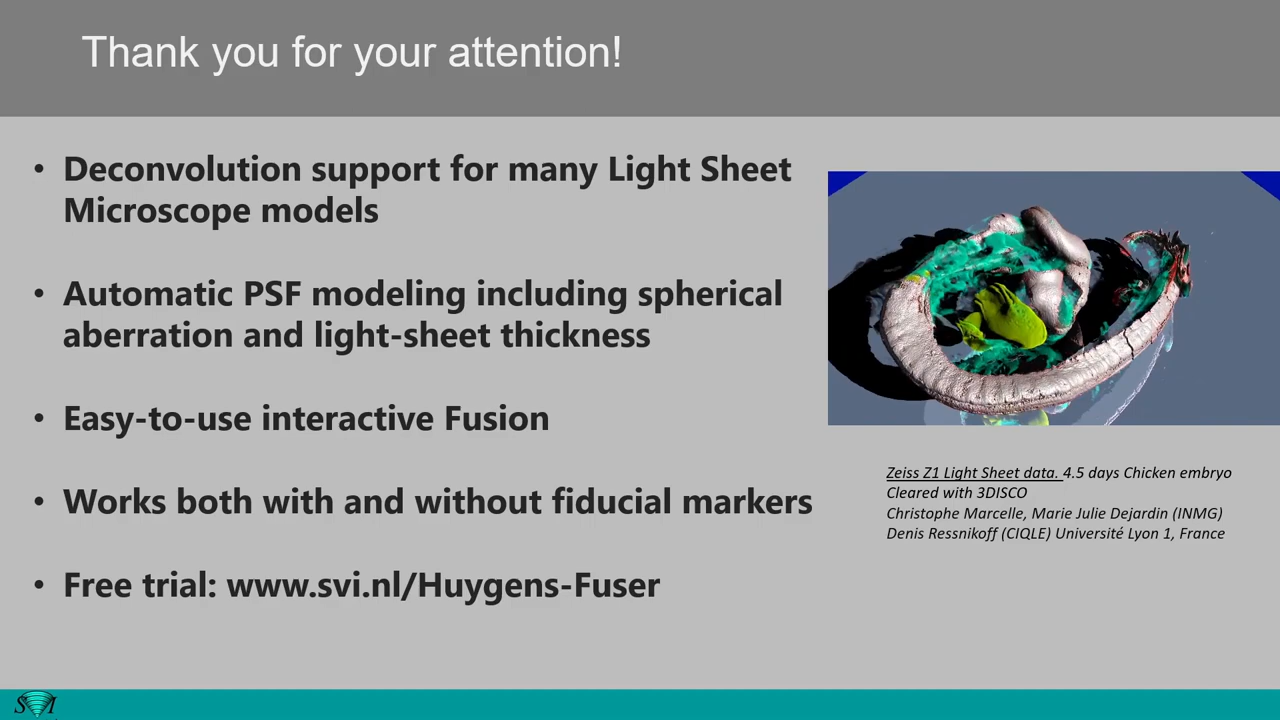 Thank you for your attention!
• Deconvolution support for many Light Sheet
Microscope models
• Automatic PSF modeling including spherical
aberration and light-sheet thickness
• Easy-to-use interactive Fusion
• Works both with and without fiducial markers
• Free trial: www.svi.nl/Huygens-Fuser
Zeiss Z1 Light Sheet data. 4.5 days Chicken embryo
Cleared with 3DISCO
Christophe Marcelle, Marie Julie Dejardin (INMG)
Denis Ressnikoff (CIQLE) Université Lyon 1, France
SVI